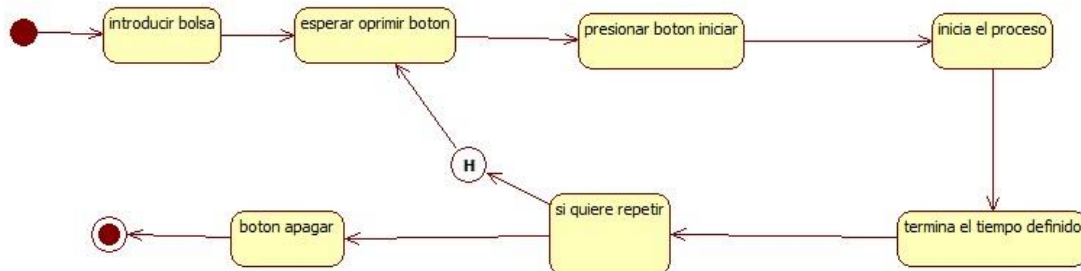 introducir bolsa
esperar oprimir boton
presionar boton iniciar
inicia el proceso
H
si quiere repetir
boton apagar
termina el tiempo definido